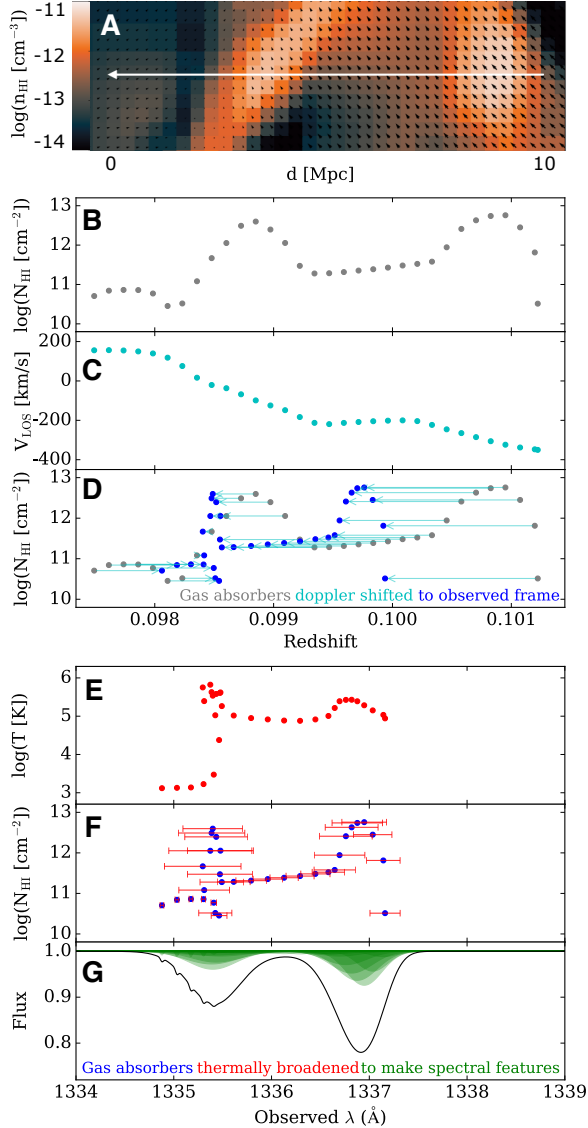 -11
-12
-13
-14
log(n_HI [cm⁻³])
A
0
10
d [Mpc]
B
13
12
11
10
log(N_HI [cm⁻²])
C
200
0
-200
-400
V_LOS [km/s]
D
13
12
11
10
log(N_HI [cm⁻²])
Gas absorbers doppler shifted to observed frame
0.098 0.099 0.100 0.101
Redshift
E
6
5
4
3
log(T [K])
F
13
12
11
10
log(N_HI [cm⁻²])
G
1.0
0.9
0.8
Flux
Gas absorbers thermally broadened to make spectral features
1334 1335 1336 1337 1338 1339
Observed λ (Å)